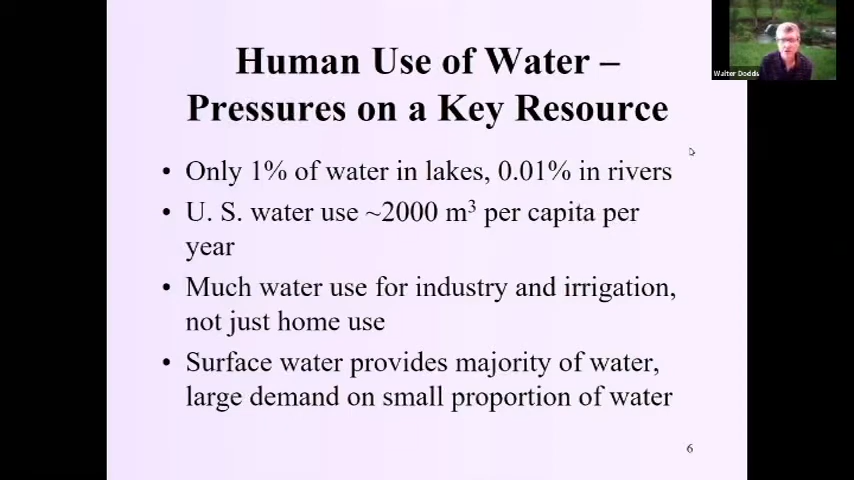 Human Use of Water –
Pressures on a Key Resource
• Only 1% of water in lakes, 0.01% in rivers
• U. S. water use ~2000 m³ per capita per
year
• Much water use for industry and irrigation,
not just home use
• Surface water provides majority of water,
large demand on small proportion of water
6
Walter Dodds